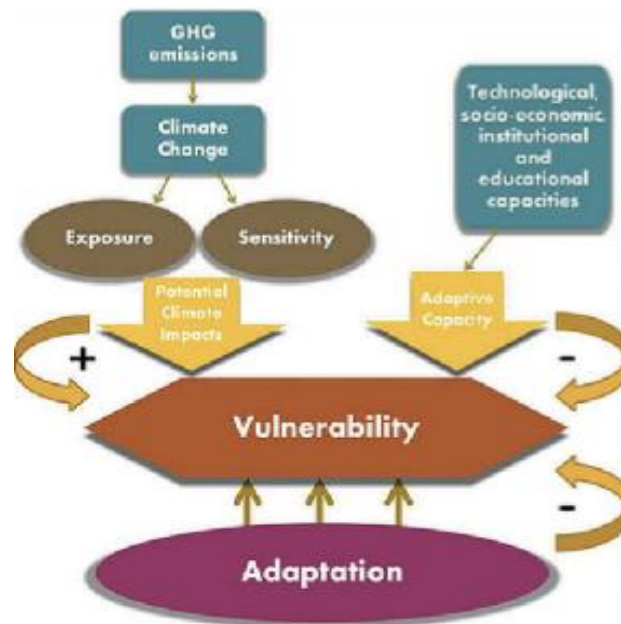 GHG
emissions
Climate
Change
Technological,
socio-economic
institutional
and
educational
capacities
Exposure
Sensitivity
Potential
Climate
Impacts
Adaptive
Capacity
+
-
Vulnerability
-
Adaptation